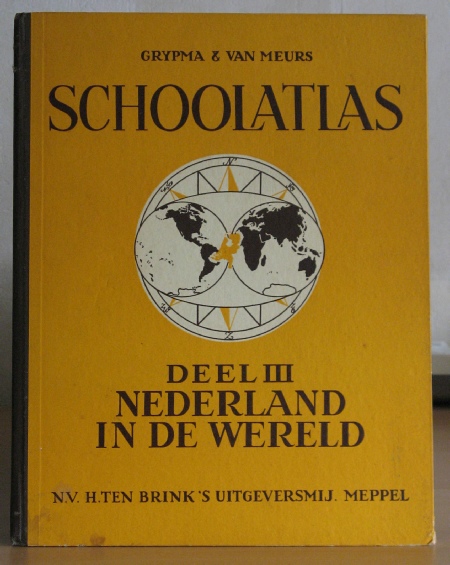 GRYPMA & VAN MEURS
SCHOOLATLAS
N
Z
DEEL III
NEDERLAND
IN DE WERELD
N.V. H. TEN BRINK'S UITGEVERSMIJ. MEPPEL